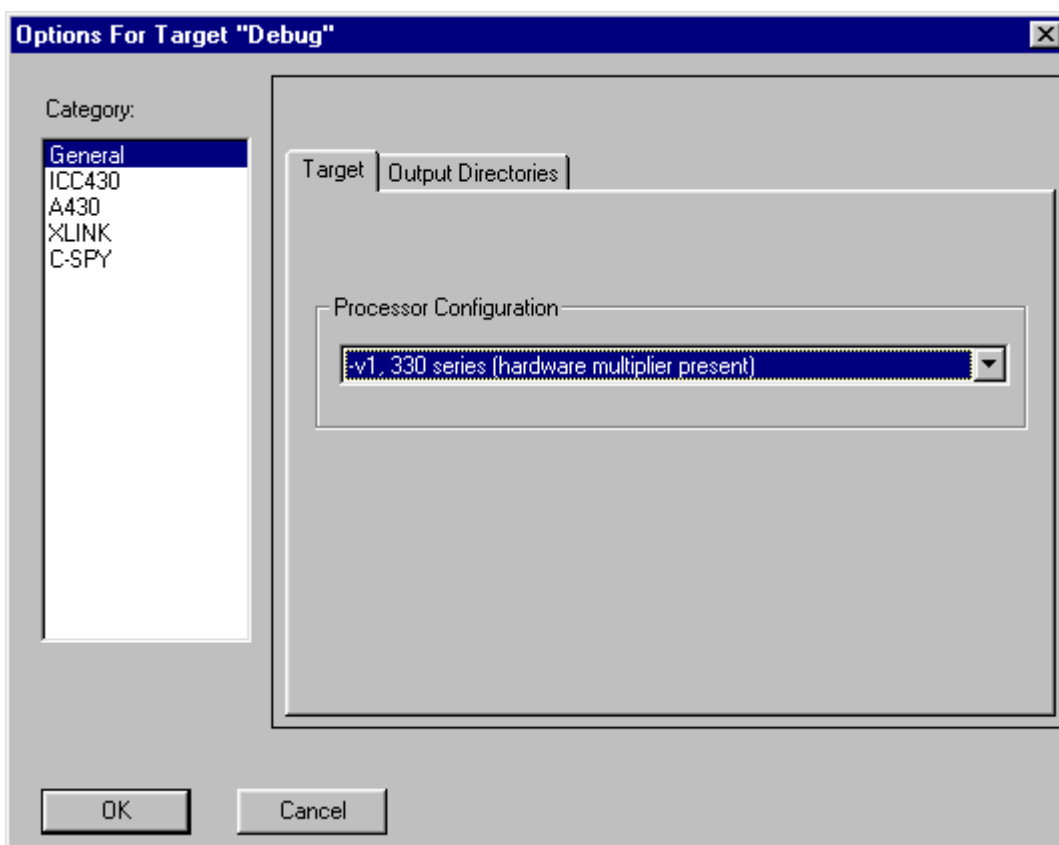 Options For Target "Debug"
Category:
General
ICC430
A430
XLINK
C-SPY
Target
Output Directories
Processor Configuration
-v1, 330 series (hardware multiplier present)
OK
Cancel